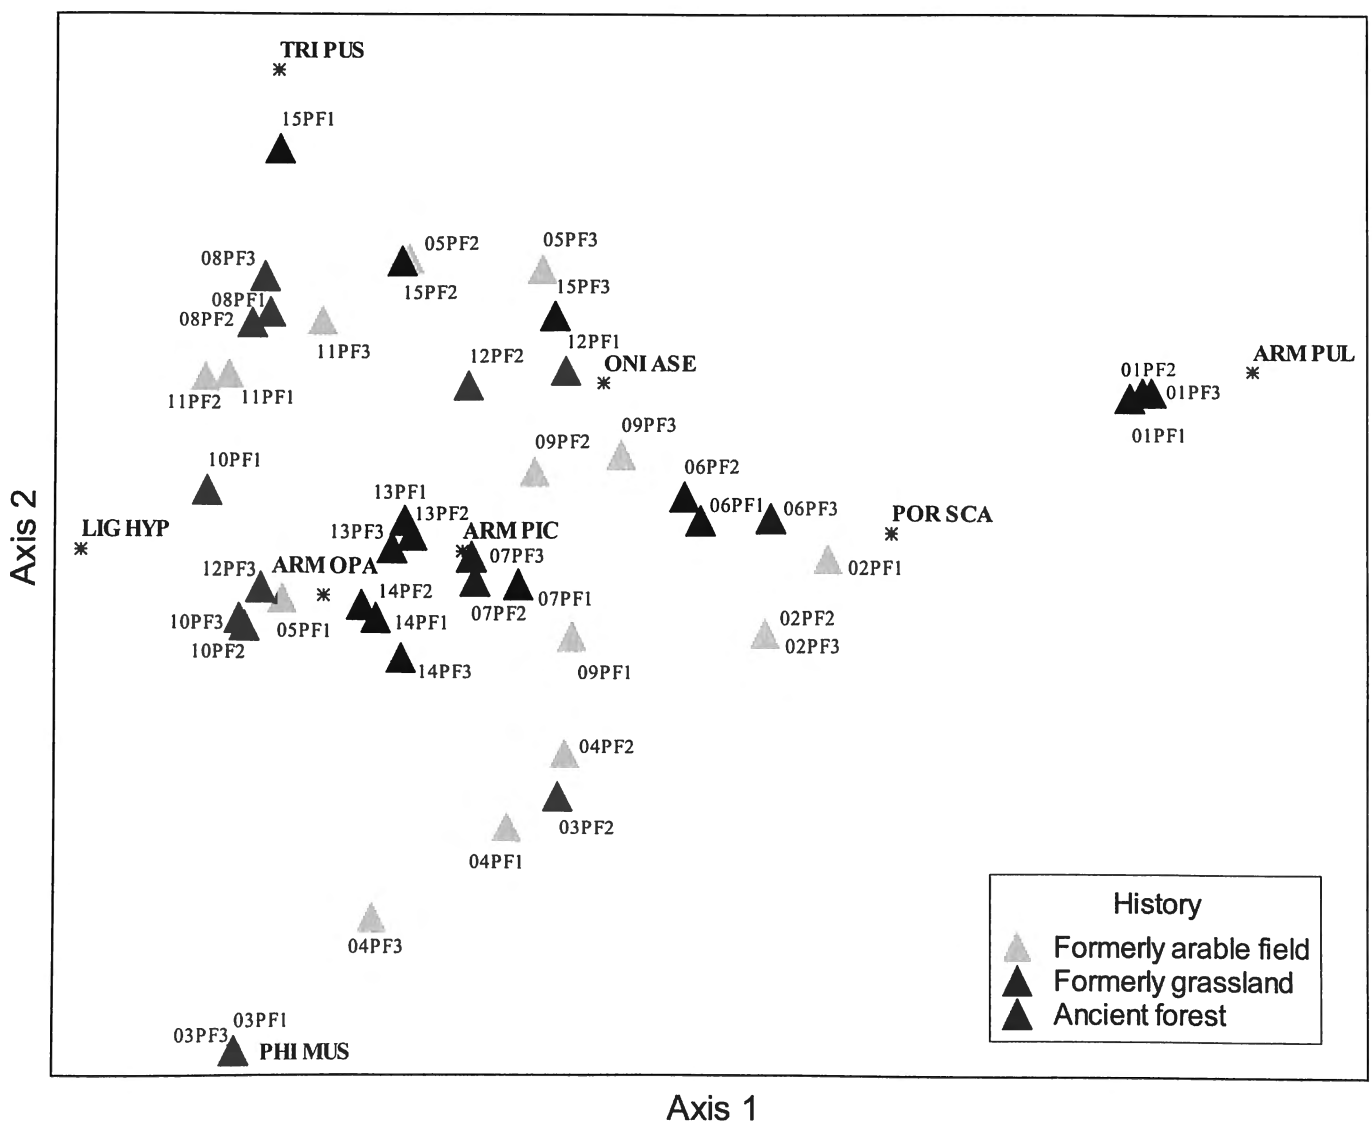 TRI PUS
15PF1
05PF2
05PF3
08PF3
15PF2
15PF3
08PF1
08PF2
11PF3
12PF1
12PF2
ONI ASE
ARM PUL
01PF2
01PF3
11PF2
11PF1
01PF1
09PF3
09PF2
10PF1
06PF2
13PF1
06PF1
06PF3
13PF2
POR SCA
LIG HYP
13PF3
ARM PIC
07PF3
ARM OPA
12PF3
02PF1
14PF2
07PF1
07PF2
10PF3
05PF1
14PF1
02PF2
02PF3
10PF2
14PF3
09PF1
04PF2
03PF2
04PF1
04PF3
03PF1
03PF3
PHI MUS
Axis 2
Axis 1
History
Formerly arable field
Formerly grassland
Ancient forest